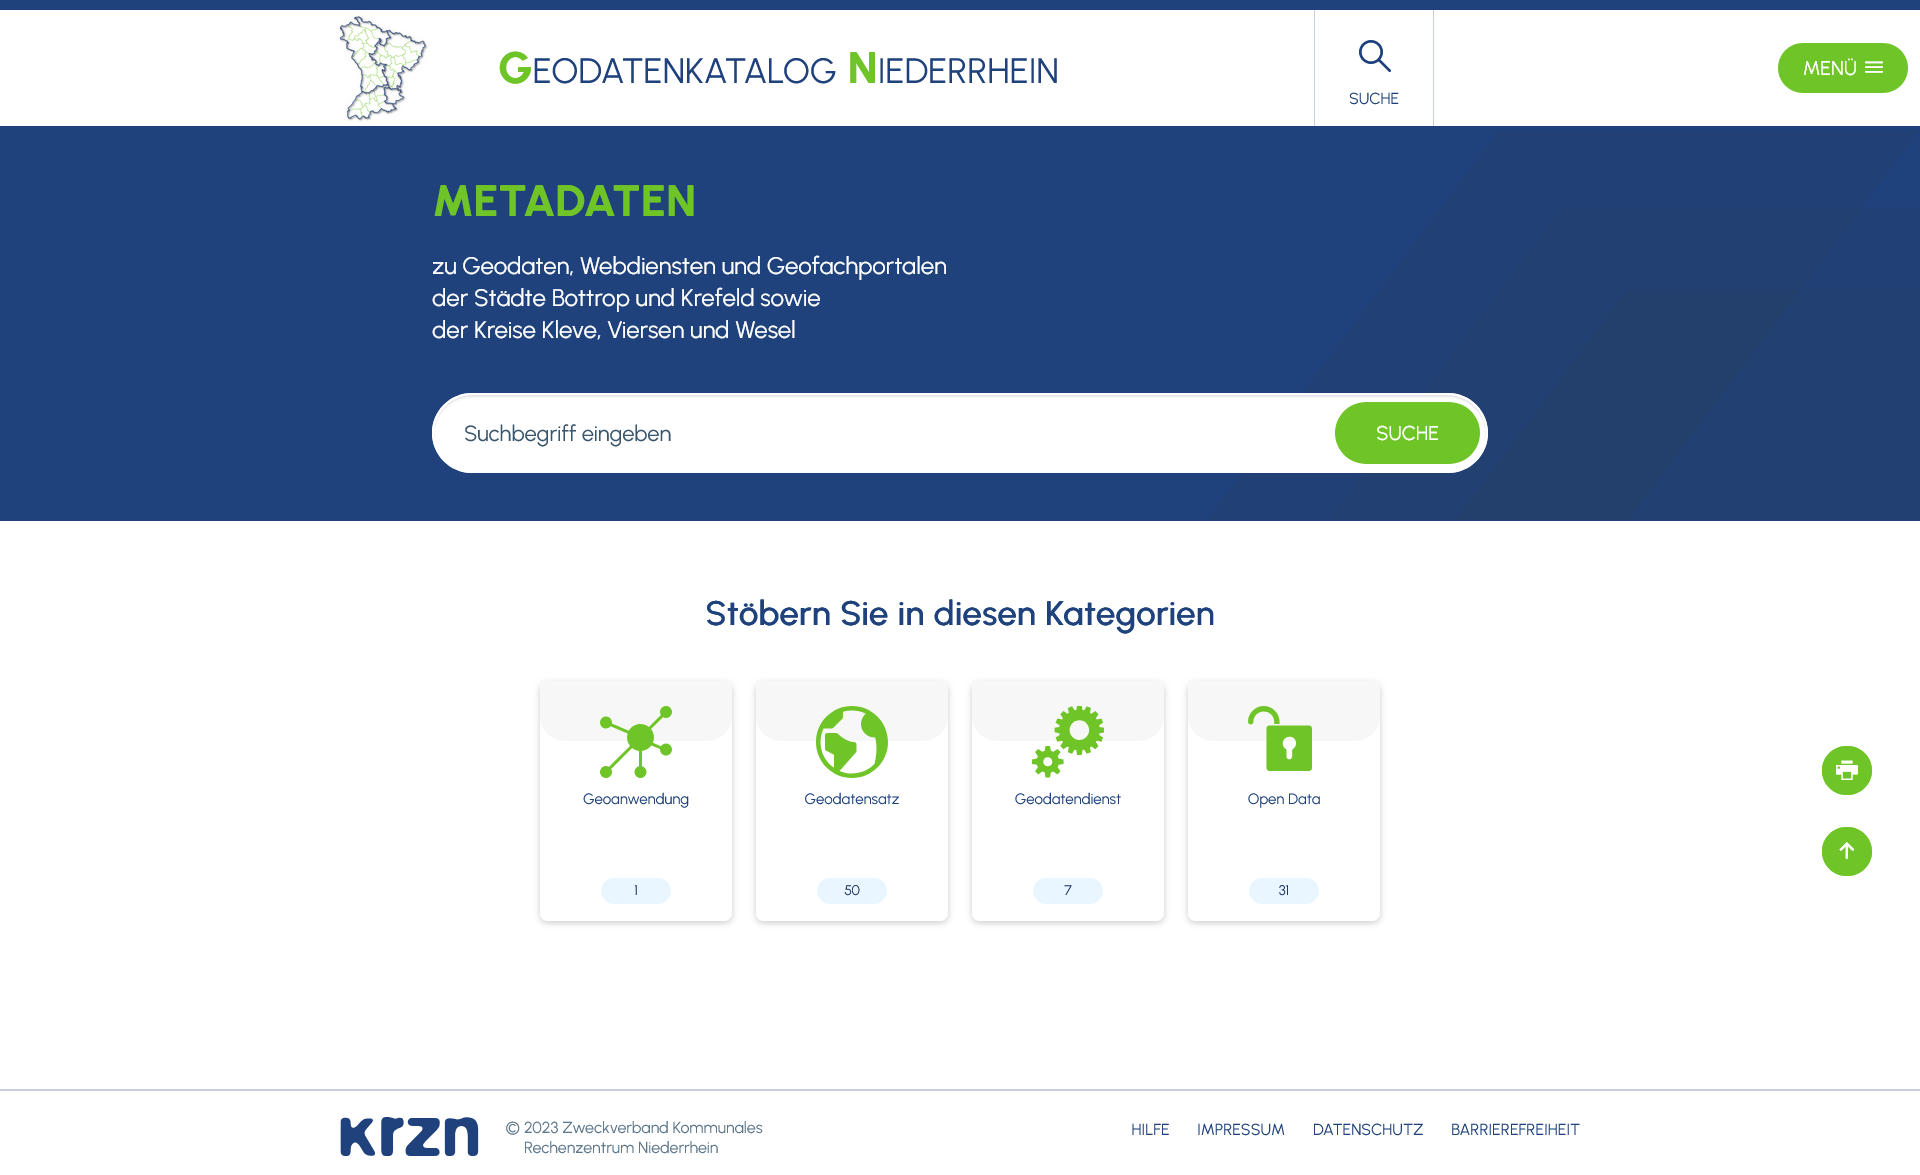 GEODATENKATALOG NIEDERRHEIN
SUCHE
MENÜ
METADATEN
zu Geodaten, Webdiensten und Geofachportalen
der Städte Bottrop und Krefeld sowie
der Kreise Kleve, Viersen und Wesel
Suchbegriff eingeben
SUCHE
Stöbern Sie in diesen Kategorien
Geoanwendung
1
Geodatensatz
50
Geodatendienst
7
Open Data
31
krzn
© 2023 Zweckverband Kommunales
Rechenzentrum Niederrhein
HILFE IMPRESSUM DATENSCHUTZ BARRIEREFREIHEIT